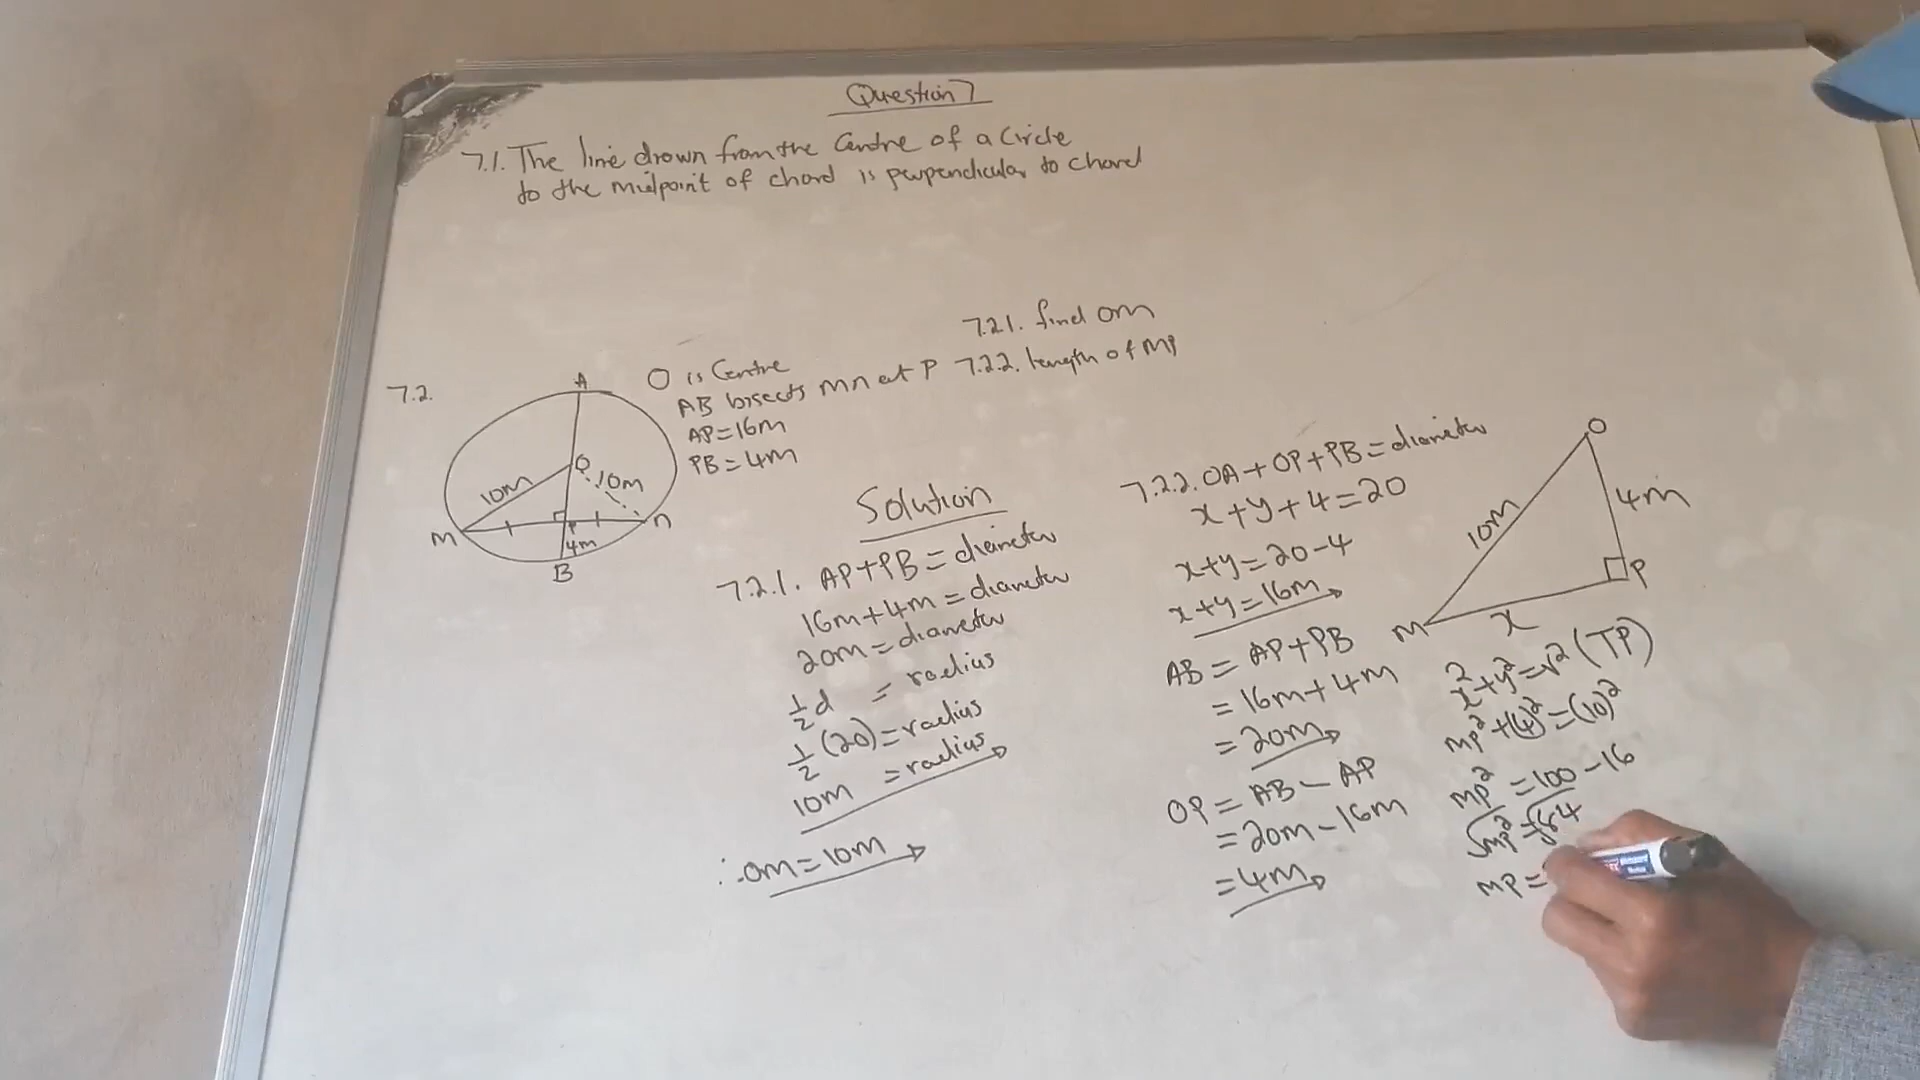 Question 7
7.1. The line drown from the Centre of a Circle
to the midpoint of chord is perpendicular to chord
7.2.
A
O
10m
10m
M
n
P
4m
B
O is Centre
AB bisects mn at P
AP=16m
PB=4m
7.2.1. find om
7.2.2. length of mp
Solution
7.2.1. AP+PB=diameter
16m+4m=diameter
20m=diameter
½d = radius
½(20)=radius
10m =radius
∴om=10m
7.2.2. OA+OP+PB=diameter
x+y+4=20
x+y=20-4
x+y=16m
AB=AP+PB
=16m+4m
=20m
OP=AB-AP
=20m-16m
=4m
O
10m
4m
P
M
x
x²+y²=r² (TP)
mp²+(4)²=(10)²
mp²=100-16
√mp²=√84
mp=